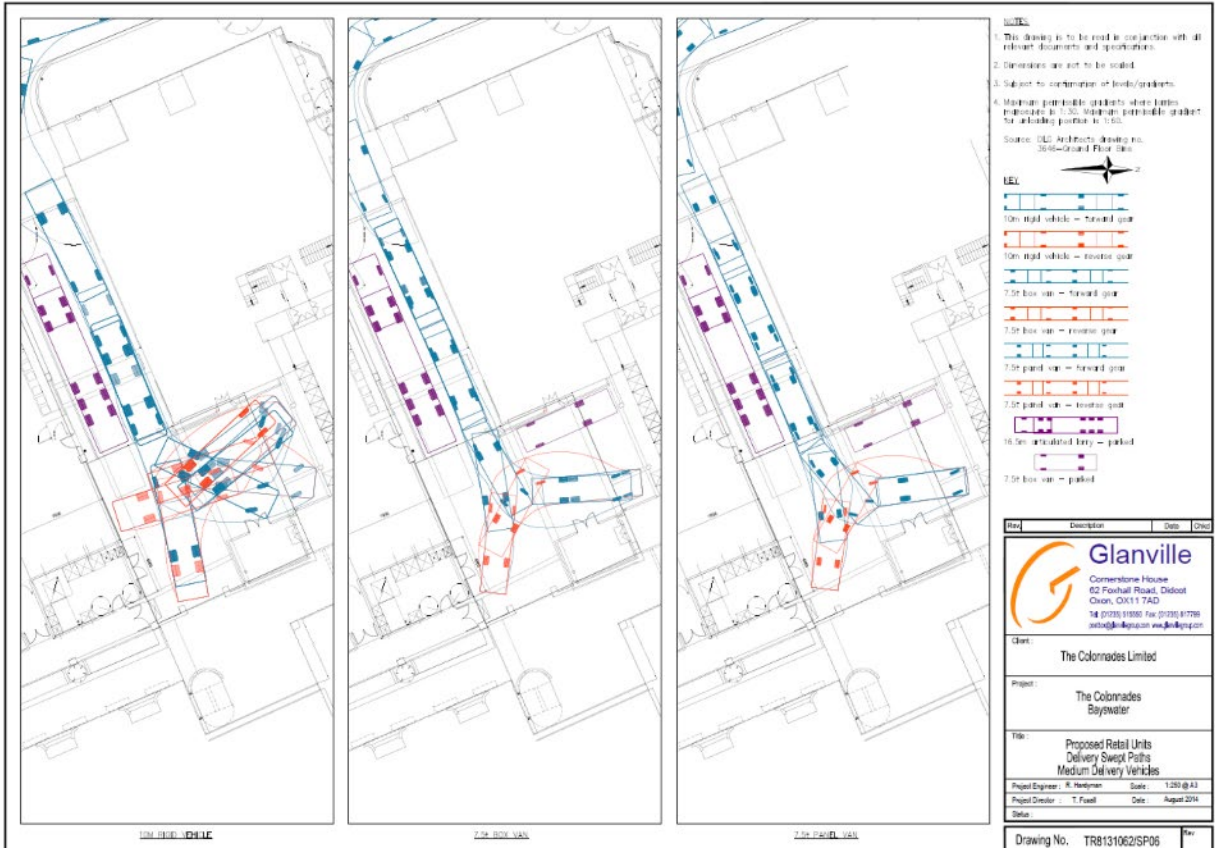 NOTES
1. This drawing is to be read in conjunction with all
relevant documents and specifications.
2. Dimensions are not to be scaled.
3. Subject to confirmation of levels/gradients.
4. Maximum permissible gradients where lorries
manoeuvre is 1:30. Maximum permissible gradient
for unloading position is 1:60.
Source: DLG Architects drawing no.
3646-Ground Floor
KEY
10m rigid vehicle - forward gear
10m rigid vehicle - reverse gear
7.5t box van - forward gear
7.5t box van - reverse gear
7.5t panel van - forward gear
7.5t panel van - reverse gear
16.5m articulated lorry - parked
7.5t box van - parked
Rev. Description Date Chkd
Glanville
Cornerstone House
62 Foxhall Road, Didcot
Oxon, OX11 7AD
Client :
The Colonnades Limited
Project :
The Colonnades
Bayswater
Title :
Proposed Retail Units
Delivery Swept Paths
Medium Delivery Vehicles
Project Engineer : R. Hardyman Scale : 1:250 @ A3
Project Director : T. Foxall Date : August 2014
Status :
Drawing No. TR8131062/SP06 Rev
10M RIGID VEHICLE
7.5t BOX VAN
7.5t PANEL VAN